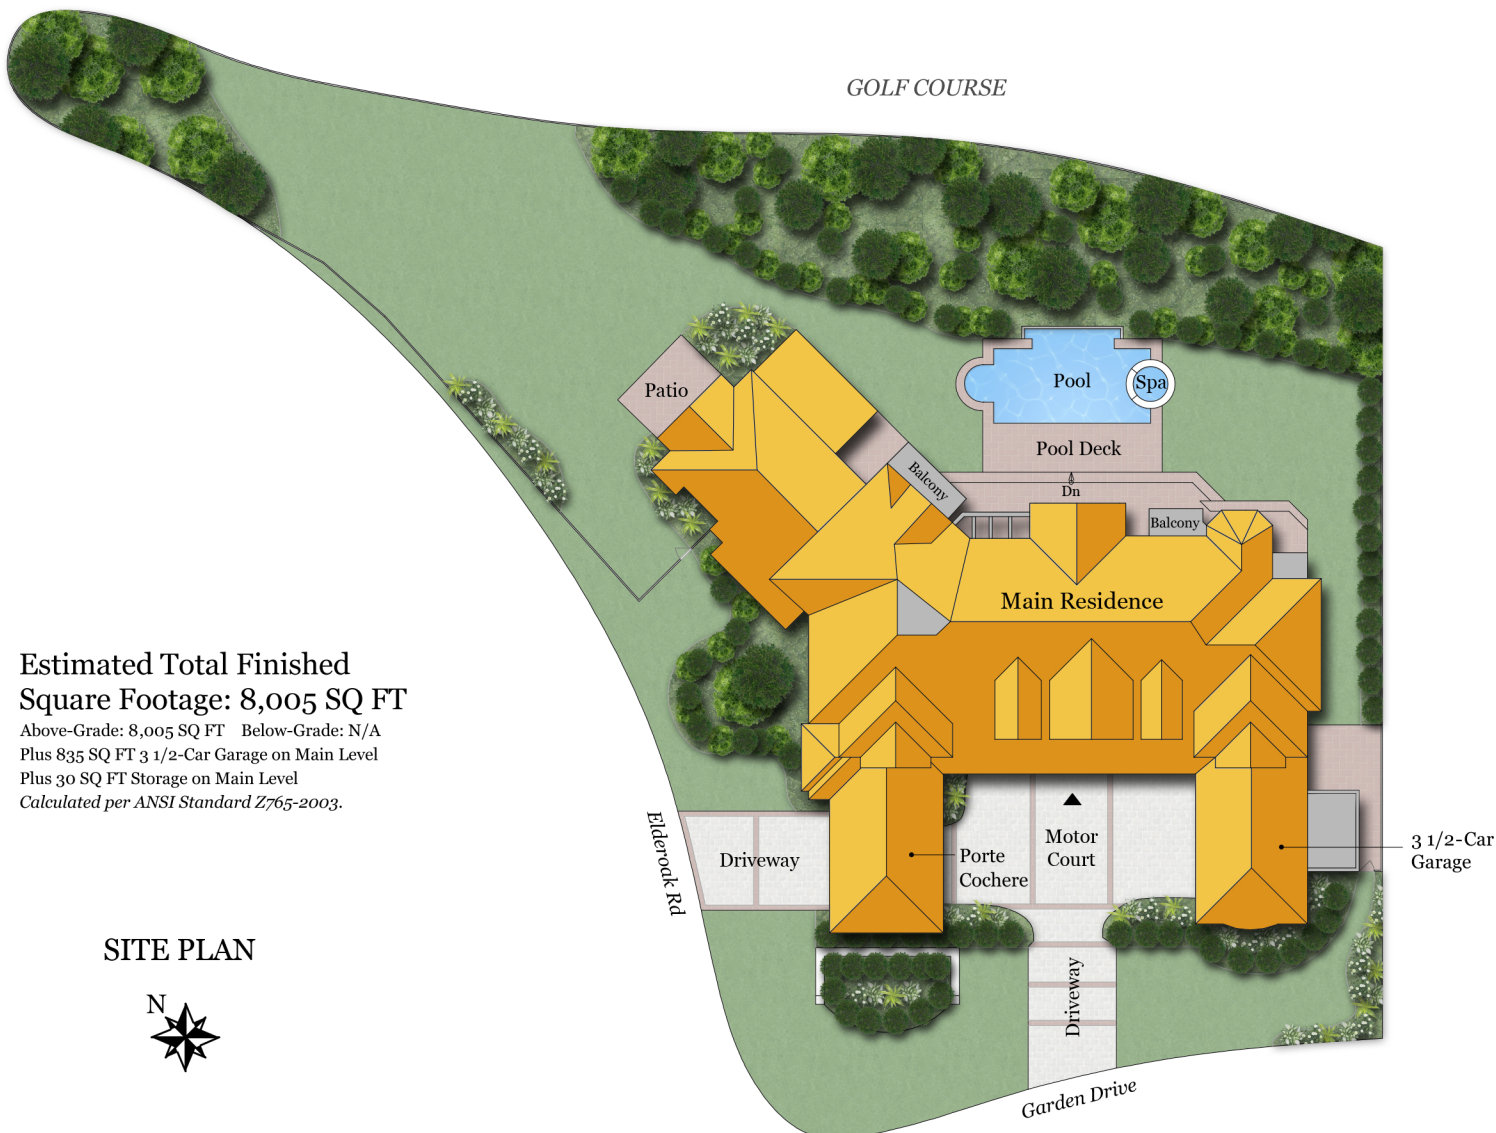 GOLF COURSE
Patio
Pool
Spa
Pool Deck
Balcony
Dn
Balcony
Main Residence
Estimated Total Finished
Square Footage: 8,005 SQ FT
Above-Grade: 8,005 SQ FT Below-Grade: N/A
Plus 835 SQ FT 3 1/2-Car Garage on Main Level
Plus 30 SQ FT Storage on Main Level
Calculated per ANSI Standard Z765-2003.
Elderoak Rd
Driveway
Porte
Cochere
Motor
Court
3 1/2-Car
Garage
SITE PLAN
N
Driveway
Garden Drive